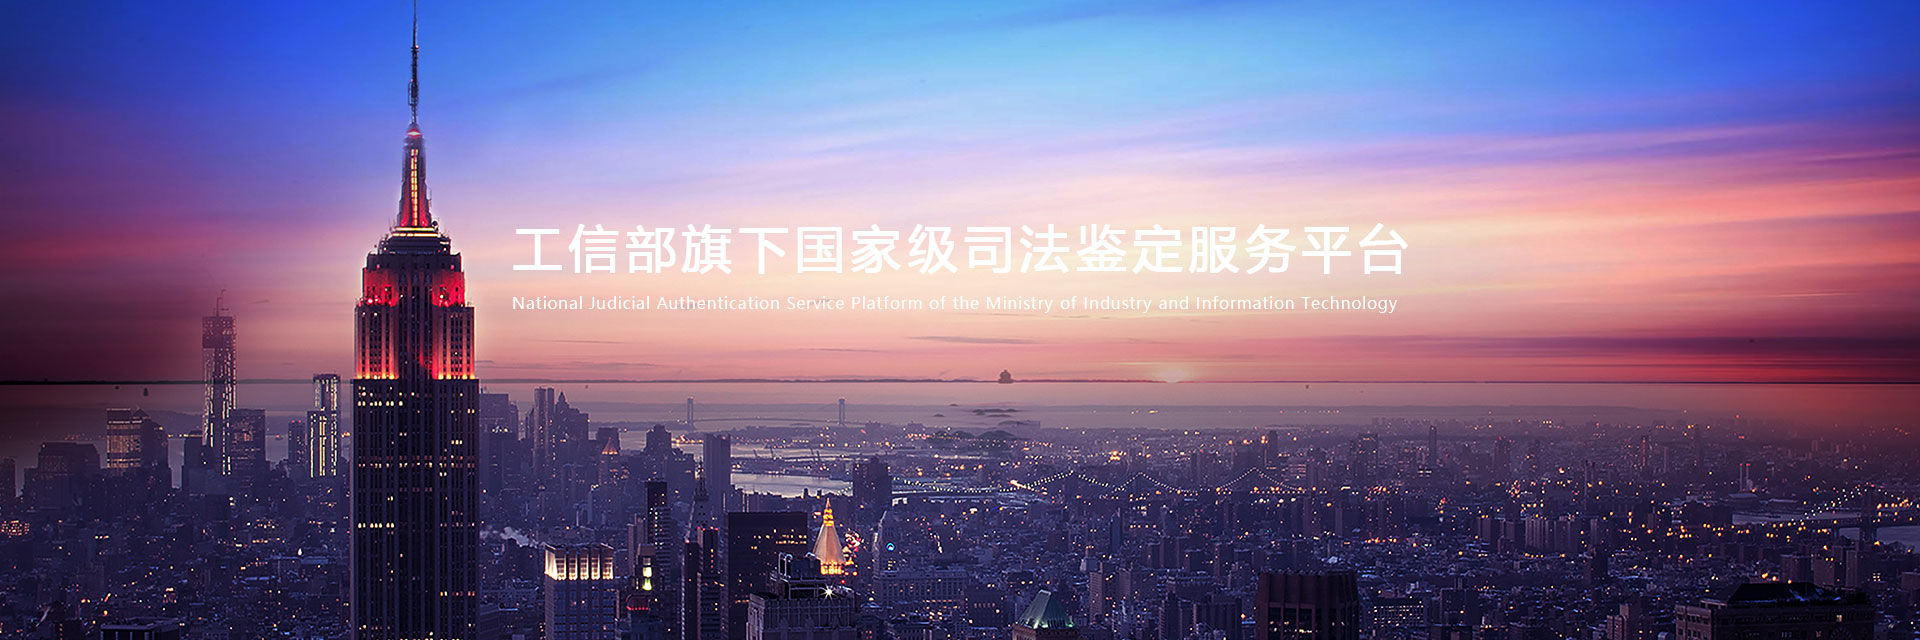 工信部旗下国家级司法鉴定服务平台
National Judicial Authentication Service Platform of the Ministry of Industry and Information Technology